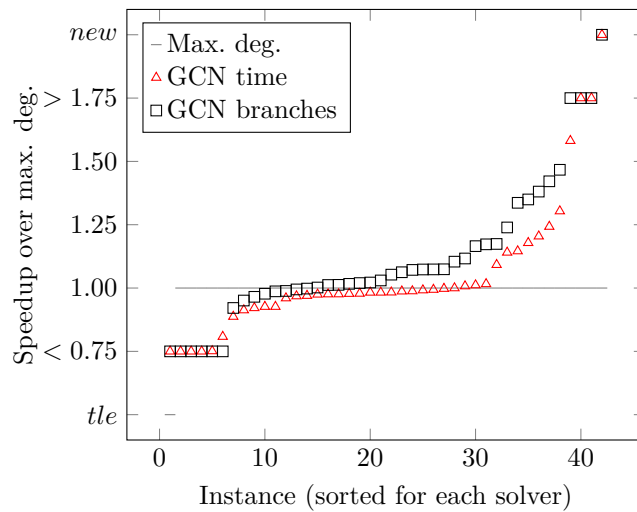 new
> 1.75
1.50
1.25
1.00
< 0.75
tle
Speedup over max. deg.
Max. deg.
GCN time
GCN branches
0 10 20 30 40
Instance (sorted for each solver)